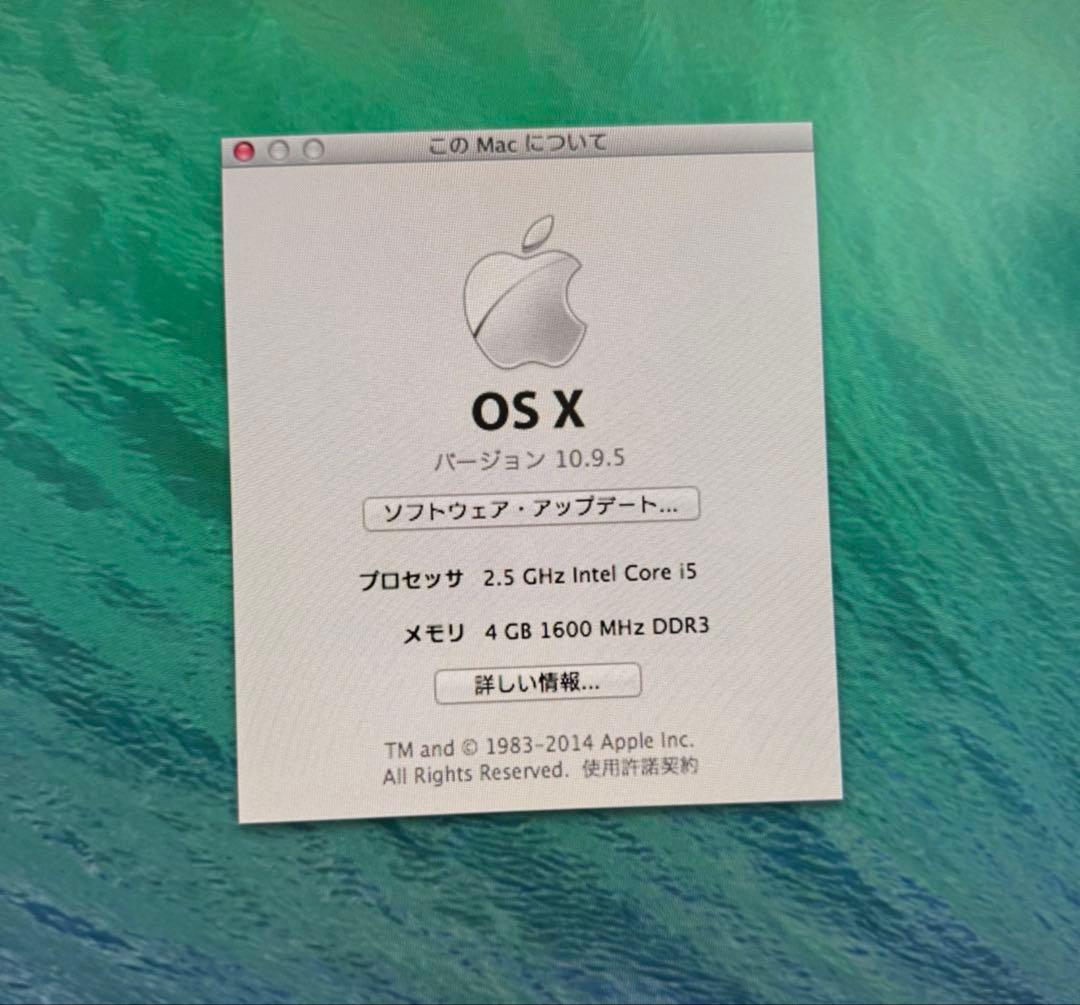 この Mac について
OS X
バージョン 10.9.5
ソフトウェア・アップデート...
プロセッサ 2.5 GHz Intel Core i5
メモリ 4 GB 1600 MHz DDR3
詳しい情報...
TM and © 1983-2014 Apple Inc.
All Rights Reserved. 使用許諾契約